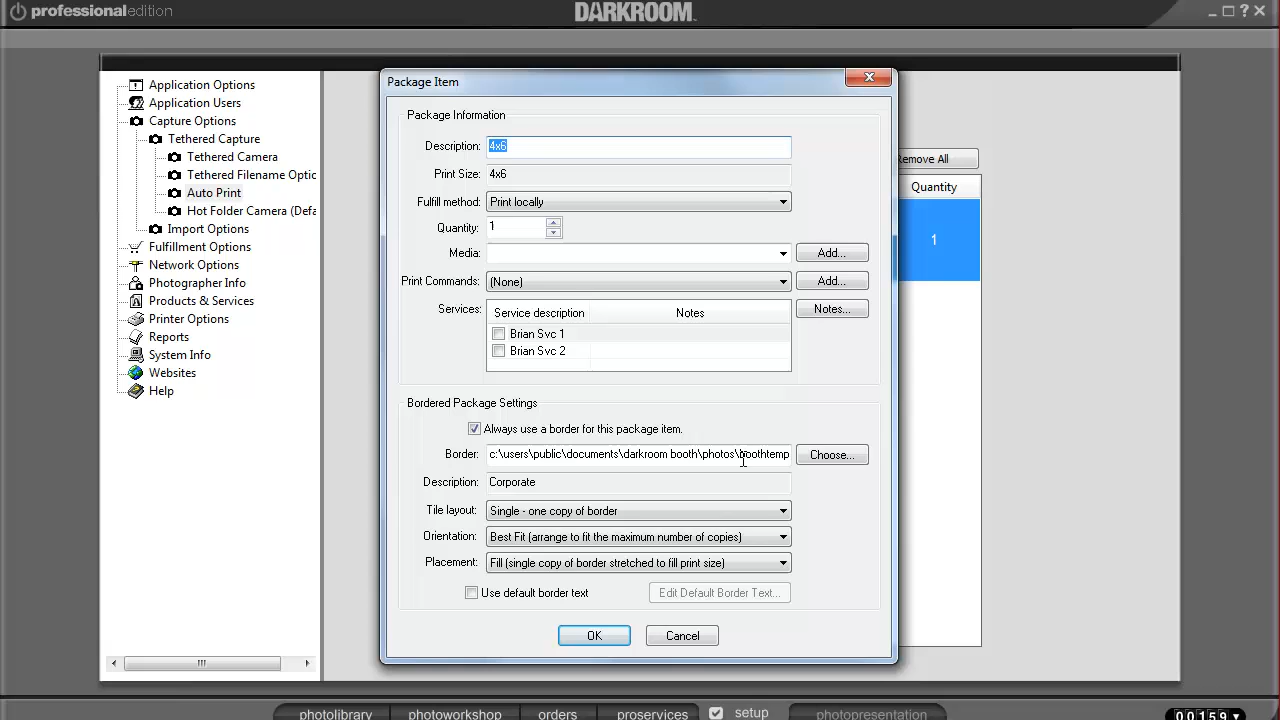 professionaledition
DARKROOM
Application Options
Application Users
Capture Options
Tethered Capture
Tethered Camera
Tethered Filename Optic
Auto Print
Hot Folder Camera (Defa
Import Options
Fulfillment Options
Network Options
Photographer Info
Products & Services
Printer Options
Reports
System Info
Websites
Help
Package Item
Package Information
Description: 4x6
Print Size: 4x6
Fulfill method: Print locally
Quantity: 1
Media: Add...
Print Commands: (None) Add...
Services: Service description Notes Notes...
Brian Svc 1
Brian Svc 2
Bordered Package Settings
Always use a border for this package item.
Border: c:\users\public\documents\darkroom booth\photos\boothtemp Choose...
Description: Corporate
Tile layout: Single - one copy of border
Orientation: Best Fit (arrange to fit the maximum number of copies)
Placement: Fill (single copy of border stretched to fill print size)
Use default border text Edit Default Border Text...
OK Cancel
Remove All
Quantity
1
photolibrary photoworkshop orders proservices setup photopresentation 00159